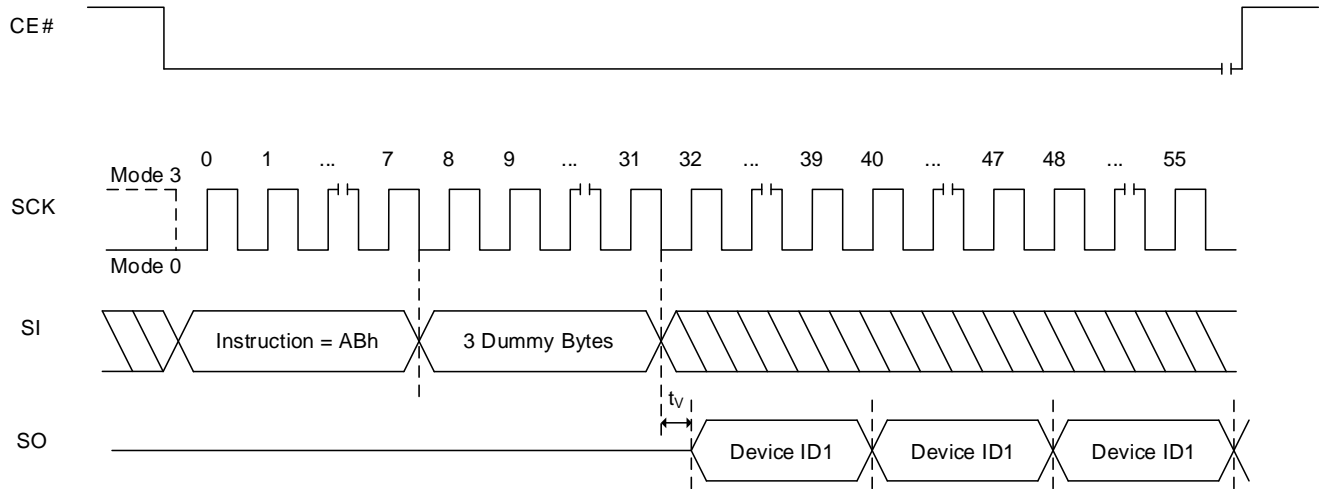 CE#
0 1 ... 7 8 9 ... 31 32 ... 39 40 ... 47 48 ... 55
Mode 3
SCK
Mode 0
SI
Instruction = ABh
3 Dummy Bytes
tV
SO
Device ID1
Device ID1
Device ID1